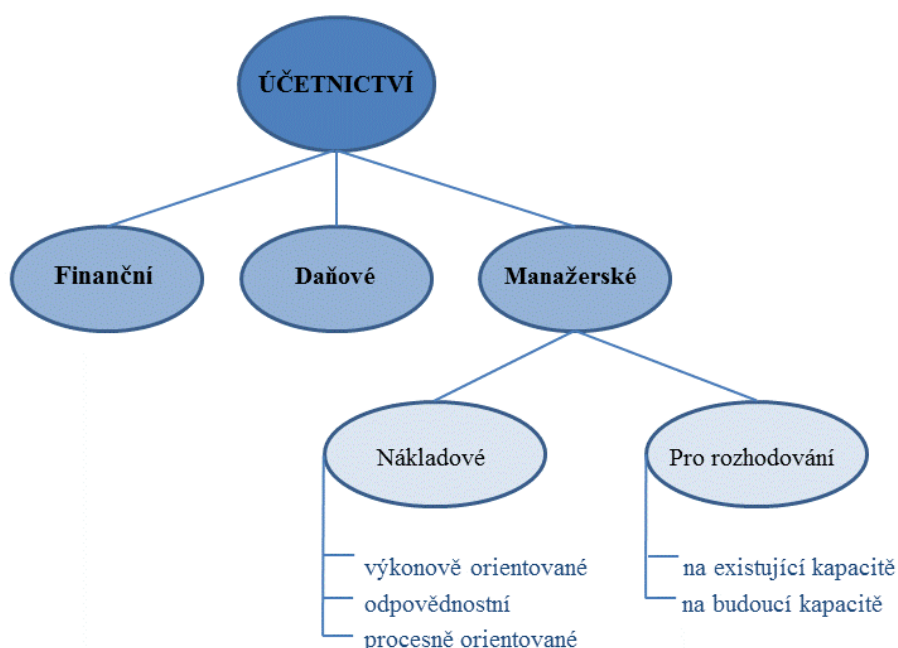 ÚČETNICTVÍ
Finanční
Daňové
Manažerské
Nákladové
Pro rozhodování
výkonově orientované
odpovědnostní
procesně orientované
na existující kapacitě
na budoucí kapacitě